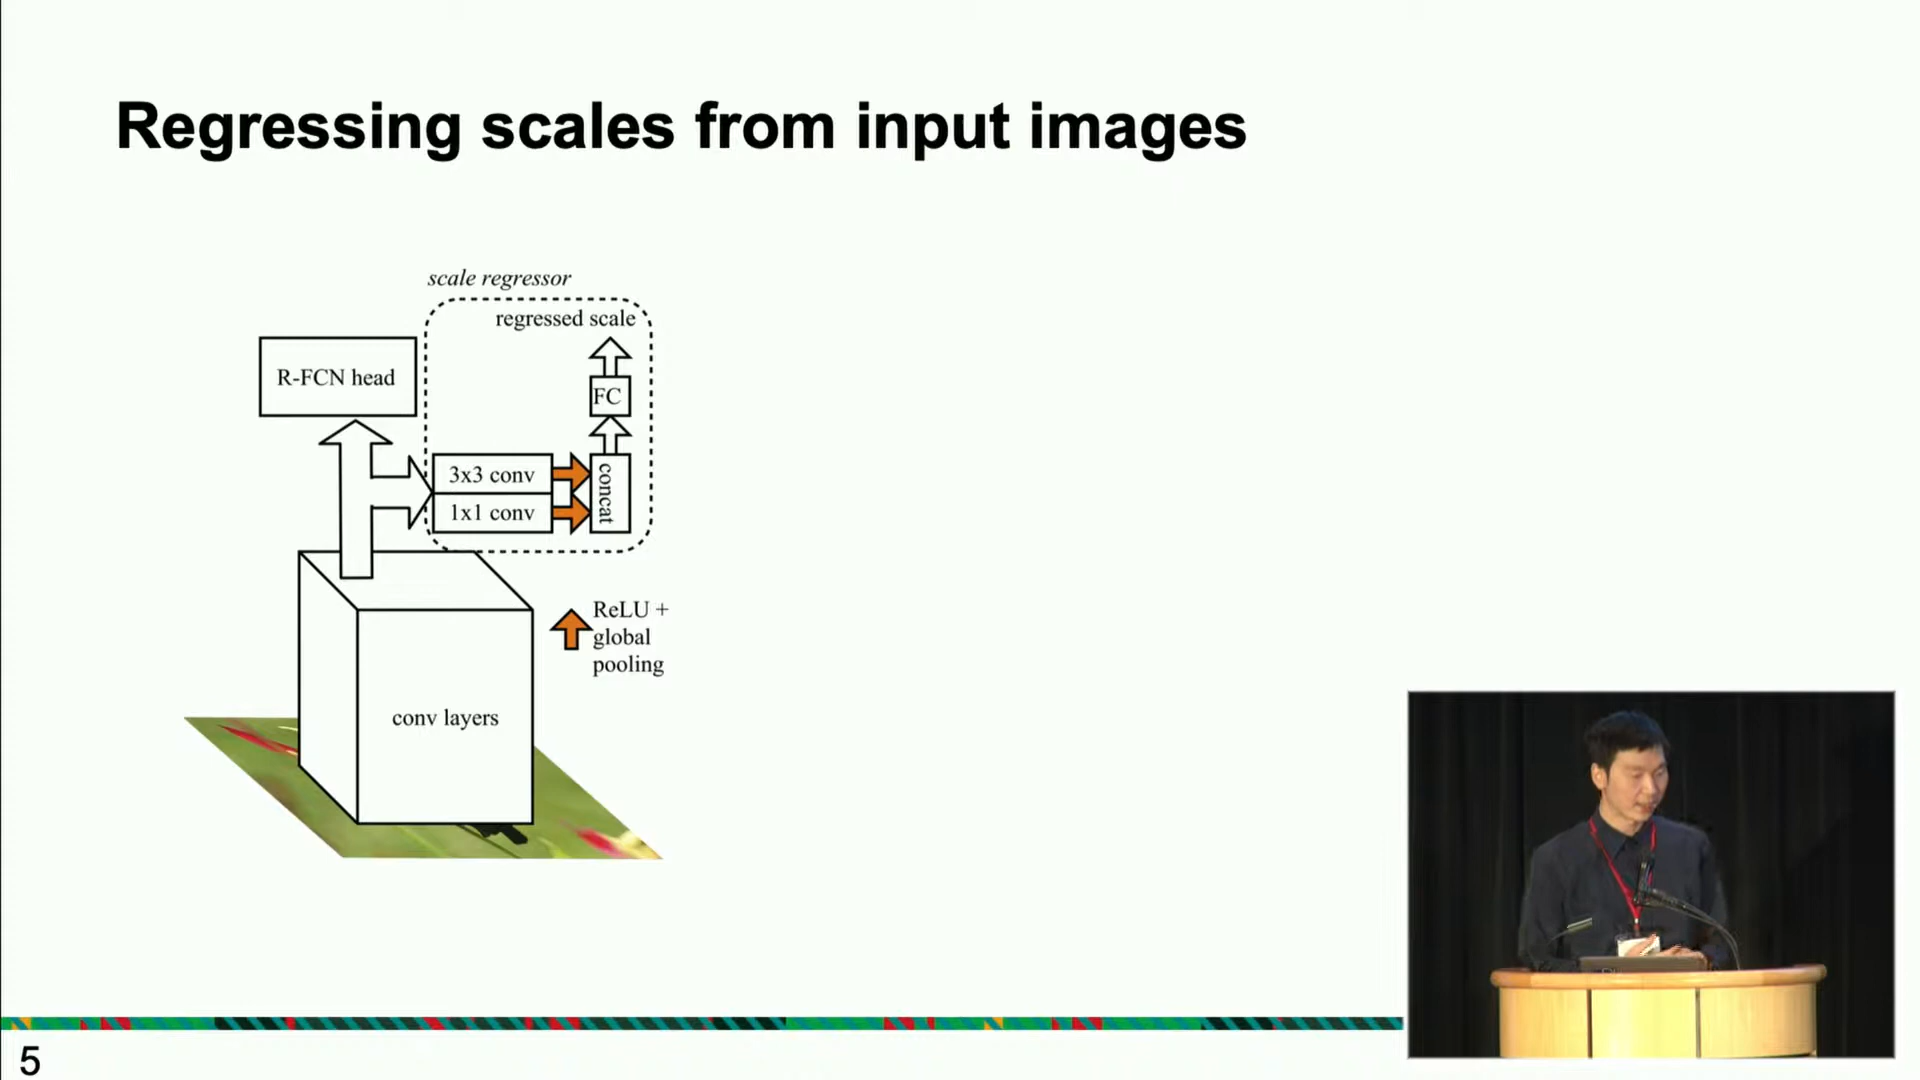 Regressing scales from input images
scale regressor
regressed scale
R-FCN head
FC
3x3 conv
1x1 conv
concat
ReLU +
global
pooling
conv layers
5